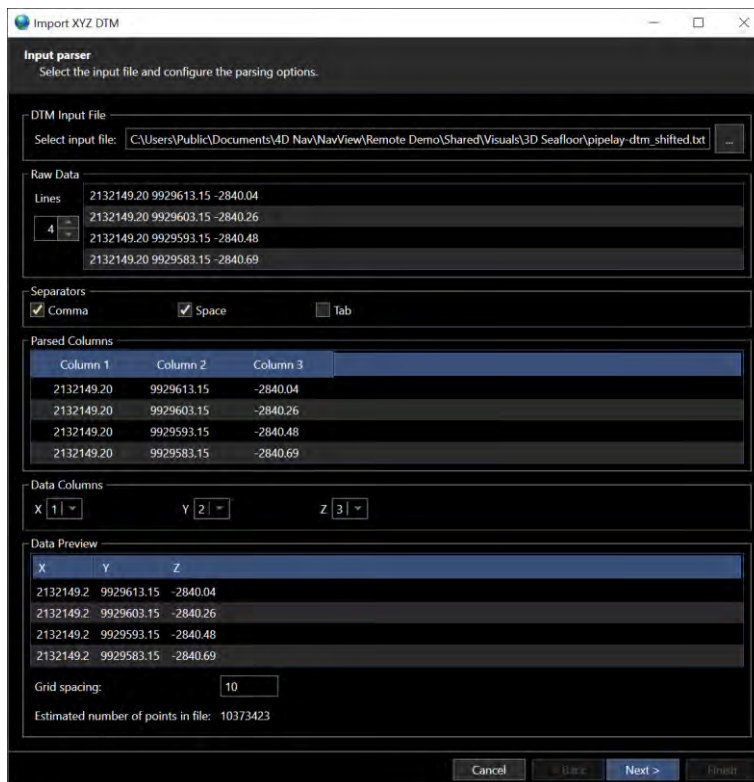 Import XYZ DTM
Input parser
Select the input file and configure the parsing options.
DTM Input File
Select input file: C:\Users\Public\Documents\4D Nav\NavView\Remote Demo\Shared\Visuals\3D Seafloor\pipelay-dtm_shifted.txt ...
Raw Data
Lines
4
2132149.20 9929613.15 -2840.04
2132149.20 9929603.15 -2840.26
2132149.20 9929593.15 -2840.48
2132149.20 9929583.15 -2840.69
Separators
Comma Space Tab
Parsed Columns
Column 1 Column 2 Column 3
2132149.20 9929613.15 -2840.04
2132149.20 9929603.15 -2840.26
2132149.20 9929593.15 -2840.48
2132149.20 9929583.15 -2840.69
Data Columns
X 1 Y 2 Z 3
Data Preview
X Y Z
2132149.2 9929613.15 -2840.04
2132149.2 9929603.15 -2840.26
2132149.2 9929593.15 -2840.48
2132149.2 9929583.15 -2840.69
Grid spacing: 10
Estimated number of points in file: 10373423
Cancel < Back Next > Finish